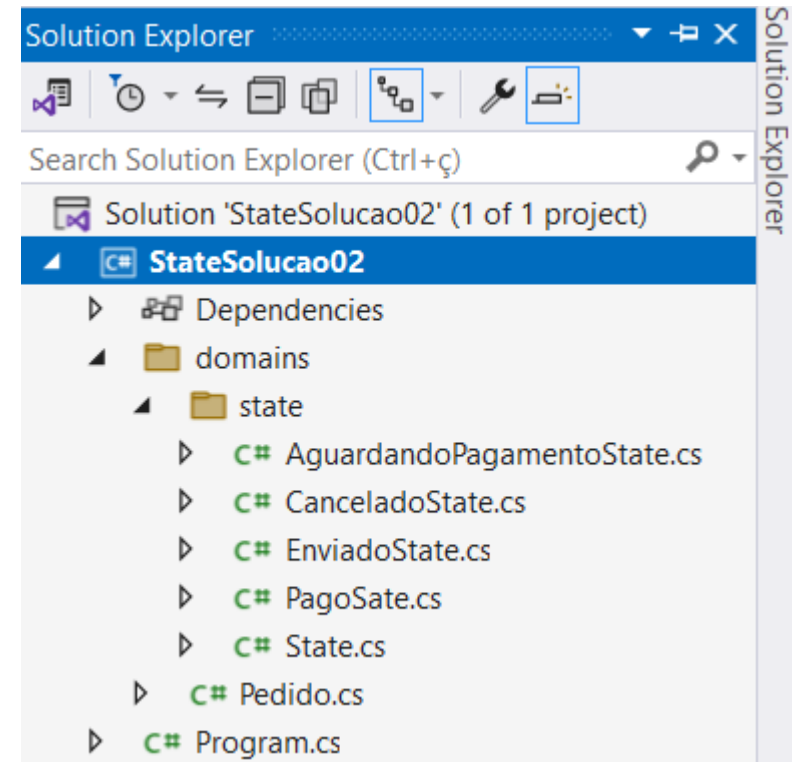 Solution Explorer
Search Solution Explorer (Ctrl+ç)
Solution 'StateSolucao02' (1 of 1 project)
C# StateSolucao02
Dependencies
domains
state
C# AguardandoPagamentoState.cs
C# CanceladoState.cs
C# EnviadoState.cs
C# PagoSate.cs
C# State.cs
C# Pedido.cs
C# Program.cs
Solution Explorer